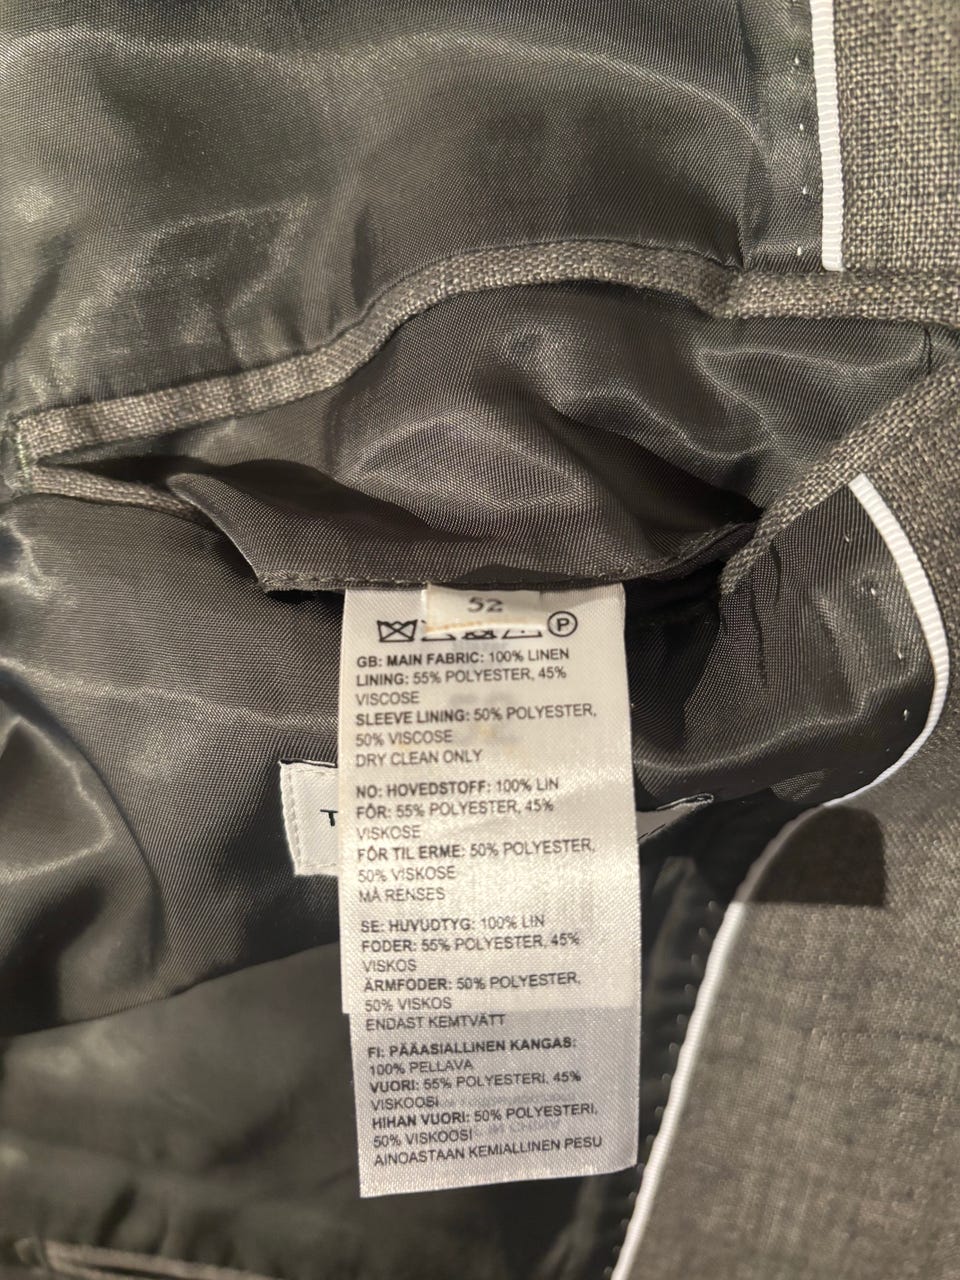 52
P
GB: MAIN FABRIC: 100% LINEN
LINING: 55% POLYESTER, 45%
VISCOSE
SLEEVE LINING: 50% POLYESTER,
50% VISCOSE
DRY CLEAN ONLY
NO: HOVEDSTOFF: 100% LIN
FÔR: 55% POLYESTER, 45%
VISKOSE
FÔR TIL ERME: 50% POLYESTER,
50% VISKOSE
MÅ RENSES
SE: HUVUDTYG: 100% LIN
FODER: 55% POLYESTER, 45%
VISKOS
ÄRMFODER: 50% POLYESTER,
50% VISKOS
ENDAST KEMTVÄTT
FI: PÄÄASIALLINEN KANGAS:
100% PELLAVA
VUORI: 55% POLYESTERI, 45%
VISKOOSI
HIHAN VUORI: 50% POLYESTERI,
50% VISKOOSI
AINOASTAAN KEMIALLINEN PESU